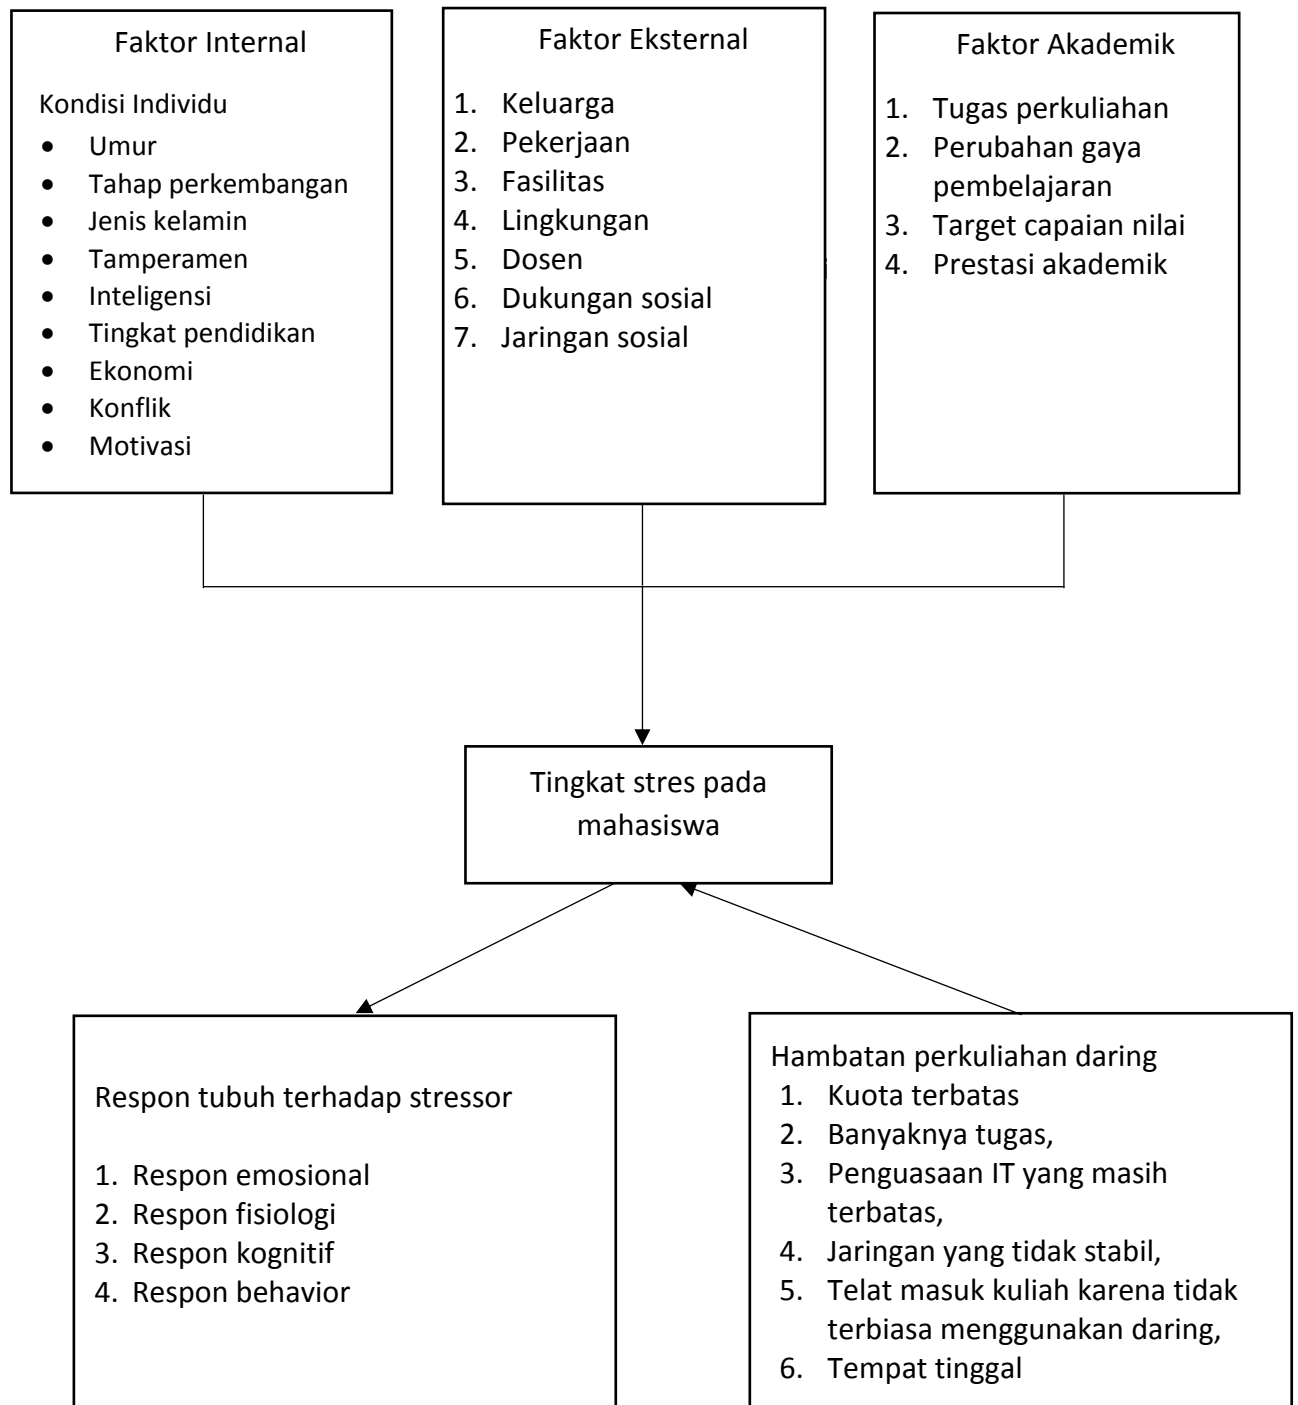 Faktor Internal
Kondisi Individu
• Umur
• Tahap perkembangan
• Jenis kelamin
• Tamperamen
• Inteligensi
• Tingkat pendidikan
• Ekonomi
• Konflik
• Motivasi
Faktor Eksternal
1. Keluarga
2. Pekerjaan
3. Fasilitas
4. Lingkungan
5. Dosen
6. Dukungan sosial
7. Jaringan sosial
Faktor Akademik
1. Tugas perkuliahan
2. Perubahan gaya
pembelajaran
3. Target capaian nilai
4. Prestasi akademik
Tingkat stres pada
mahasiswa
Respon tubuh terhadap stressor
1. Respon emosional
2. Respon fisiologi
3. Respon kognitif
4. Respon behavior
Hambatan perkuliahan daring
1. Kuota terbatas
2. Banyaknya tugas,
3. Penguasaan IT yang masih
terbatas,
4. Jaringan yang tidak stabil,
5. Telat masuk kuliah karena tidak
terbiasa menggunakan daring,
6. Tempat tinggal